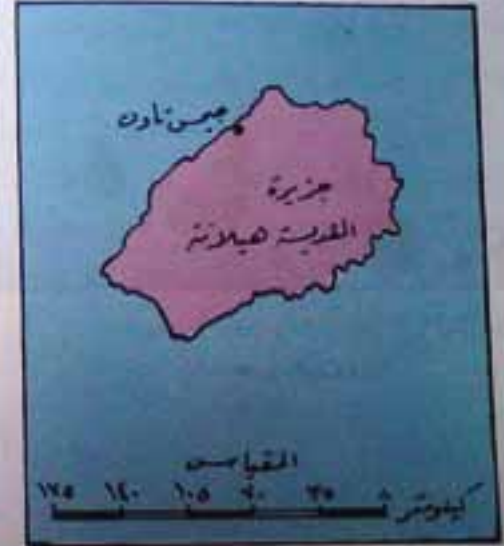 جيمس تاون
جزيرة
القديسة هيلانة
المقياس
١٧٥ ١٤٠ ١٠٥ ٧٠ ٣٥ ٠ كيلومتر